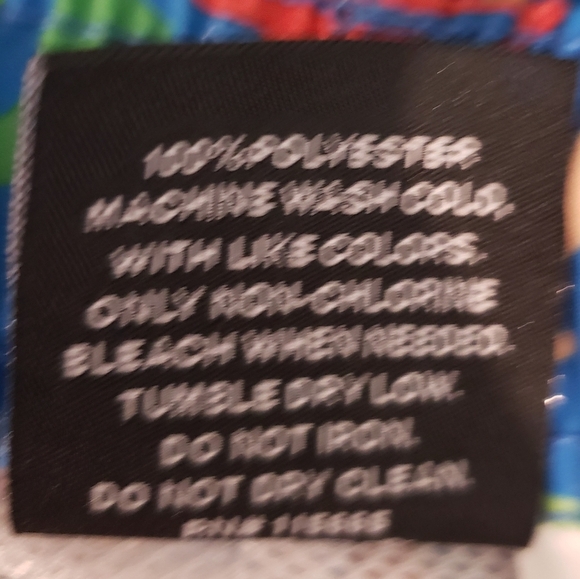 100% POLYESTER
MACHINE WASH COLD,
WITH LIKE COLORS.
ONLY NON-CHLORINE
BLEACH WHEN NEEDED.
TUMBLE DRY LOW.
DO NOT IRON.
DO NOT DRY CLEAN.